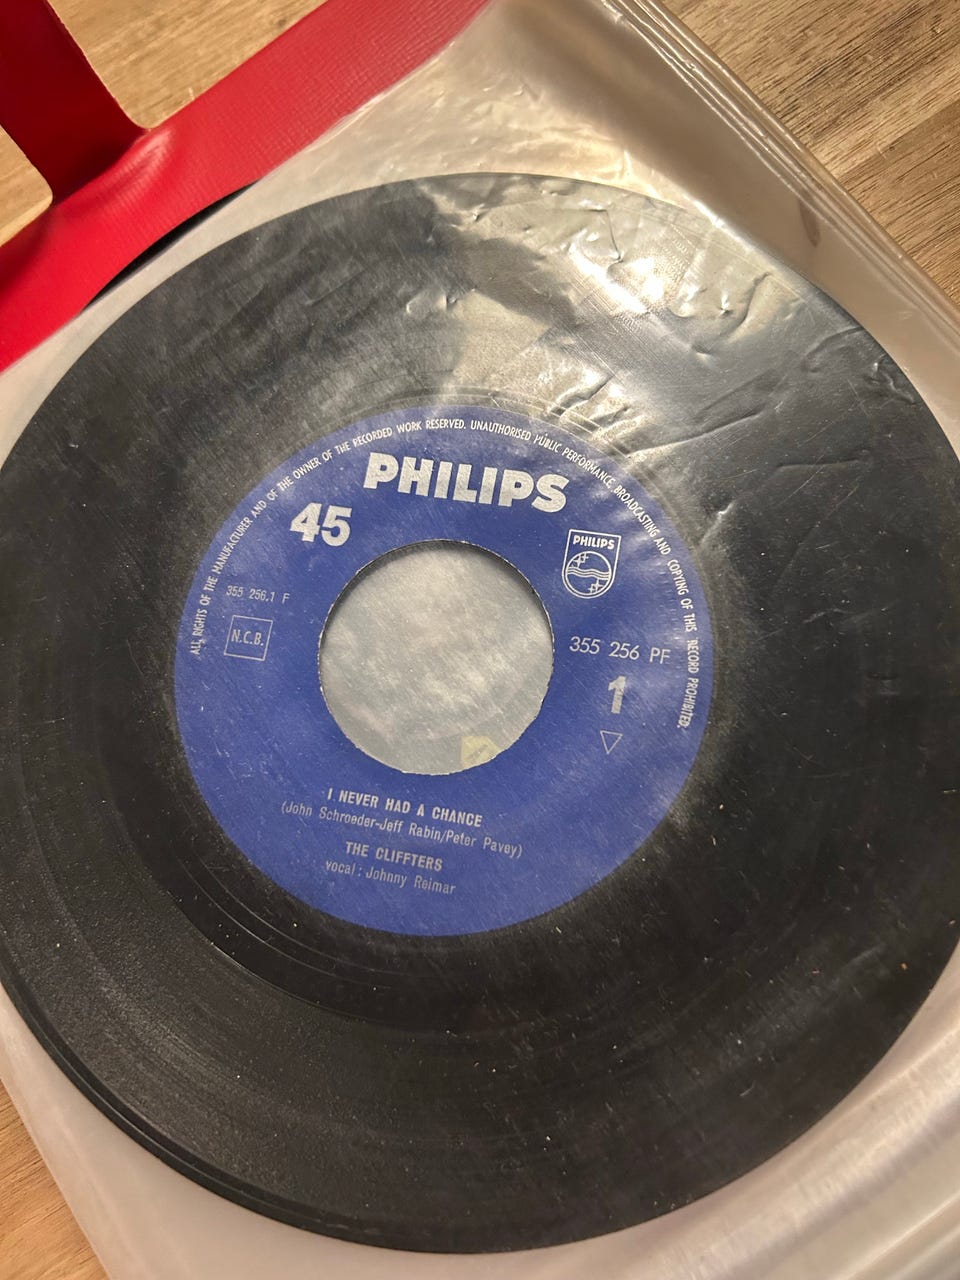 ALL RIGHTS OF THE MANUFACTURER AND OF THE OWNER OF THE RECORDED WORK RESERVED. UNAUTHORISED PUBLIC PERFORMANCE, BROADCASTING AND COPYING OF THIS RECORD PROHIBITED.
PHILIPS
45
PHILIPS
355 256.1 F
N.C.B.
355 256 PF
1
I NEVER HAD A CHANCE
(John Schroeder-Jeff Rabin/Peter Pavey)
THE CLIFFTERS
vocal: Johnny Reimar